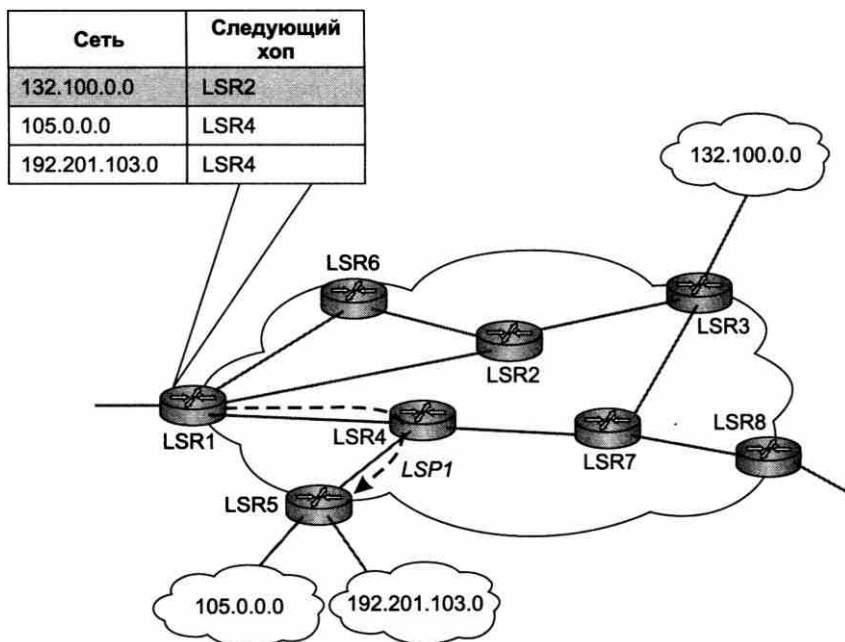 Сеть
Следующий
хоп
132.100.0.0
LSR2
105.0.0.0
LSR4
192.201.103.0
LSR4
132.100.0.0
LSR6
LSR3
LSR2
LSR1
LSR4
LSR7
LSR8
LSP1
LSR5
105.0.0.0
192.201.103.0